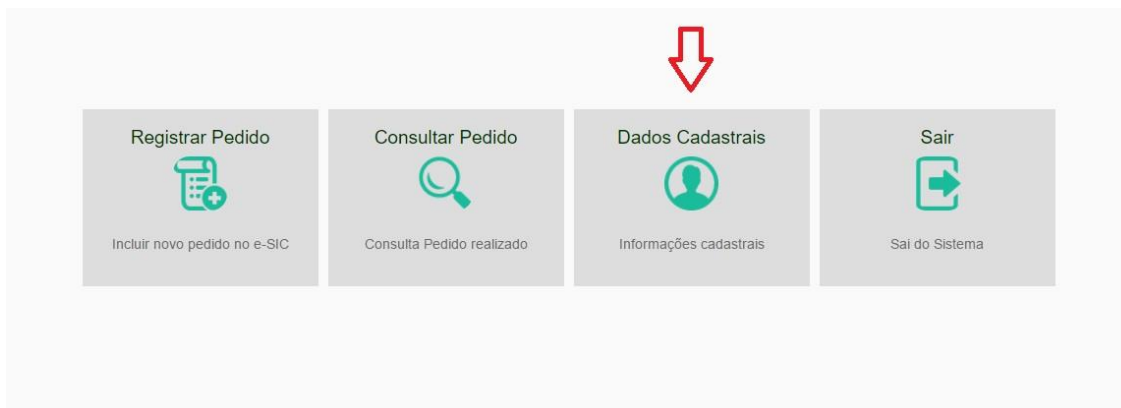 Registrar Pedido
Incluir novo pedido no e-SIC
Consultar Pedido
Consulta Pedido realizado
Dados Cadastrais
Informações cadastrais
Sair
Sai do Sistema